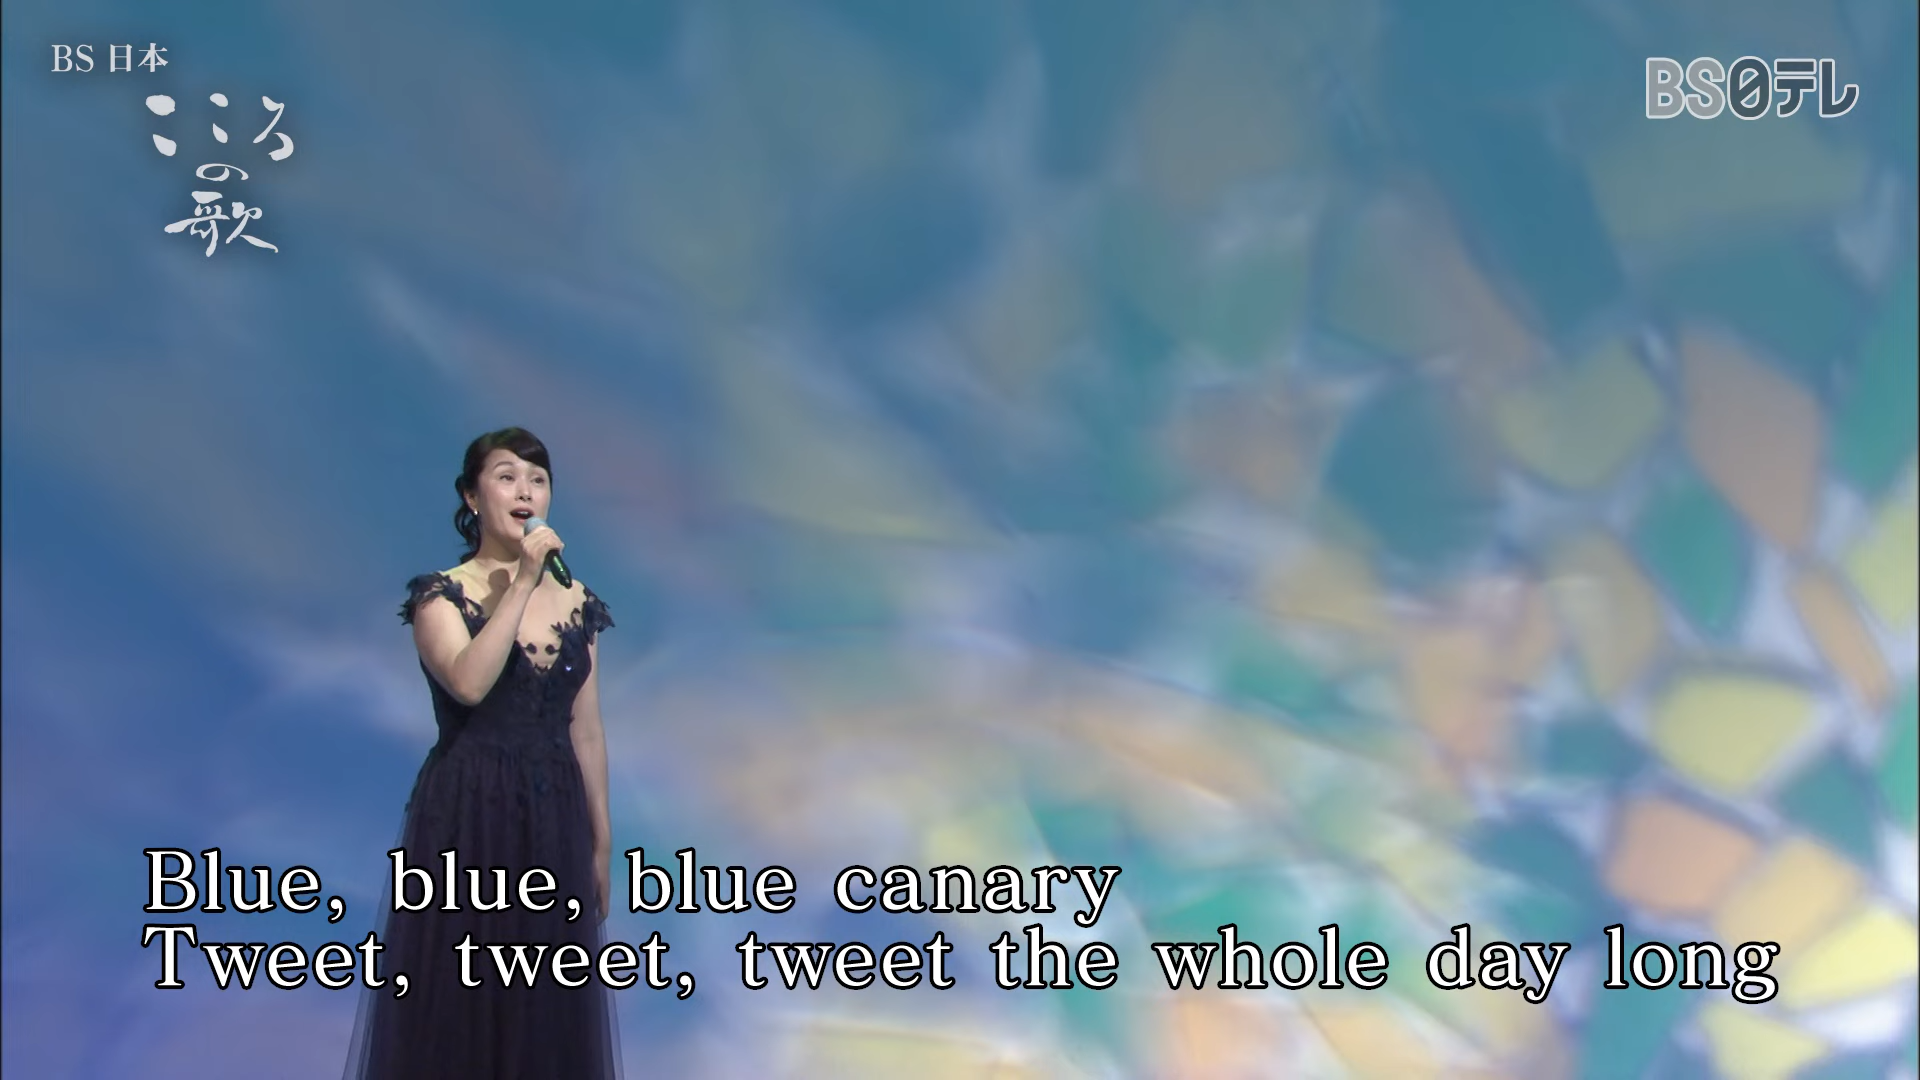 BS 日本
こころ
の
歌
BS日テレ
Blue, blue, blue canary
Tweet, tweet, tweet the whole day long